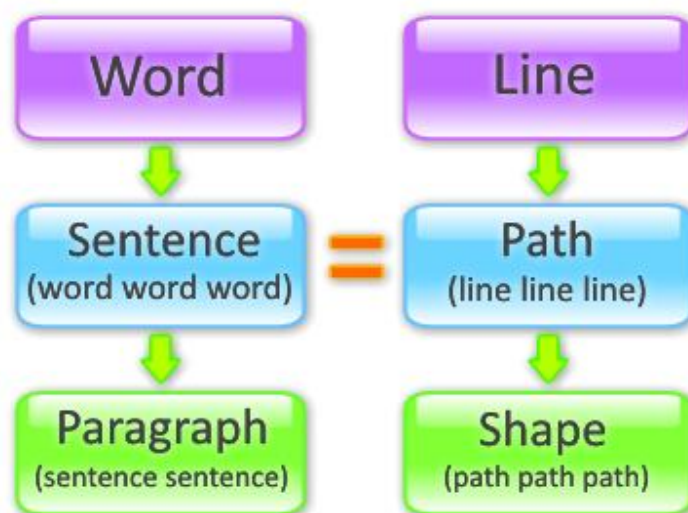 Word
Line
Sentence
(word word word)
=
Path
(line line line)
Paragraph
(sentence sentence)
Shape
(path path path)